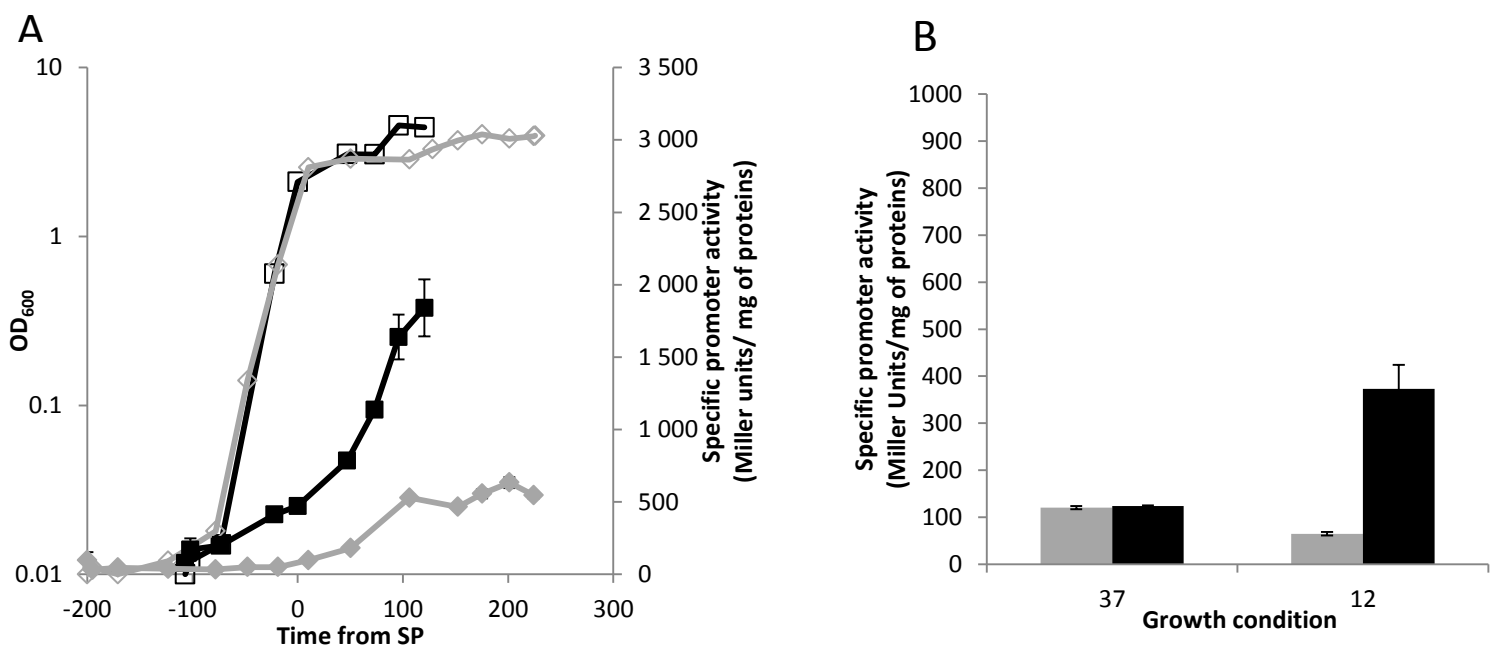 A
10
1
0.1
0.01
OD600
-200 -100 0 100 200 300
Time from SP
3 500
3 000
2 500
2 000
1 500
1 000
500
0
Specific promoter activity
(Miller units/ mg of proteins)
B
1000
900
800
700
600
500
400
300
200
100
0
Specific promoter activity
(Miller Units/mg of proteins)
37 12
Growth condition